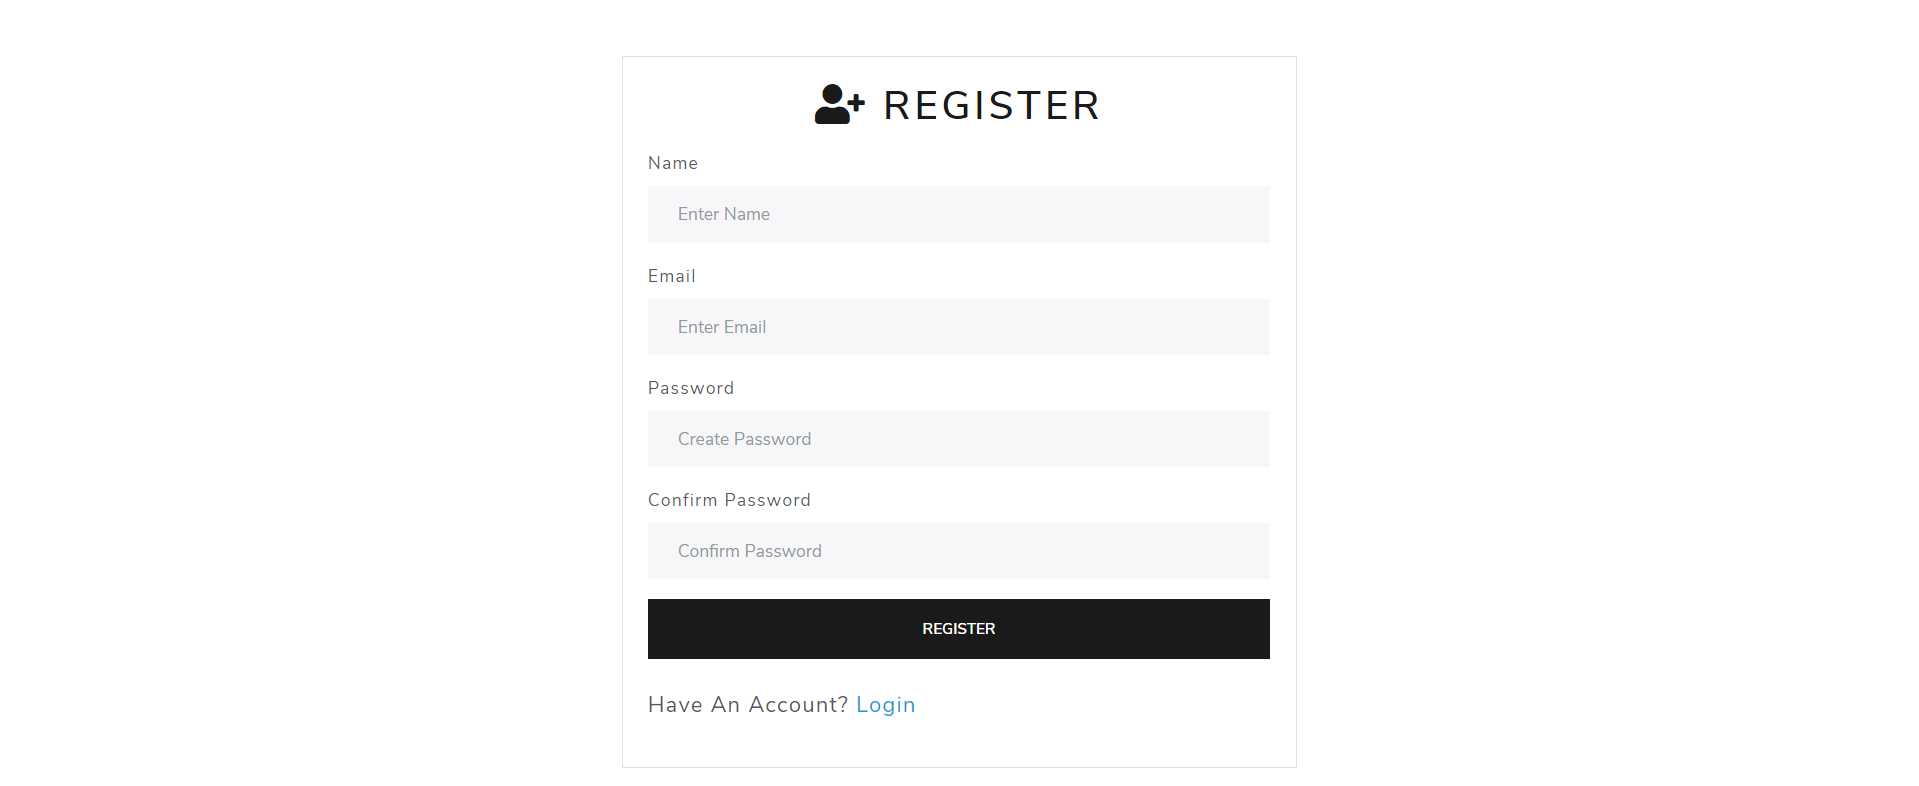 REGISTER
Name
Enter Name
Email
Enter Email
Password
Create Password
Confirm Password
Confirm Password
REGISTER
Have An Account? Login